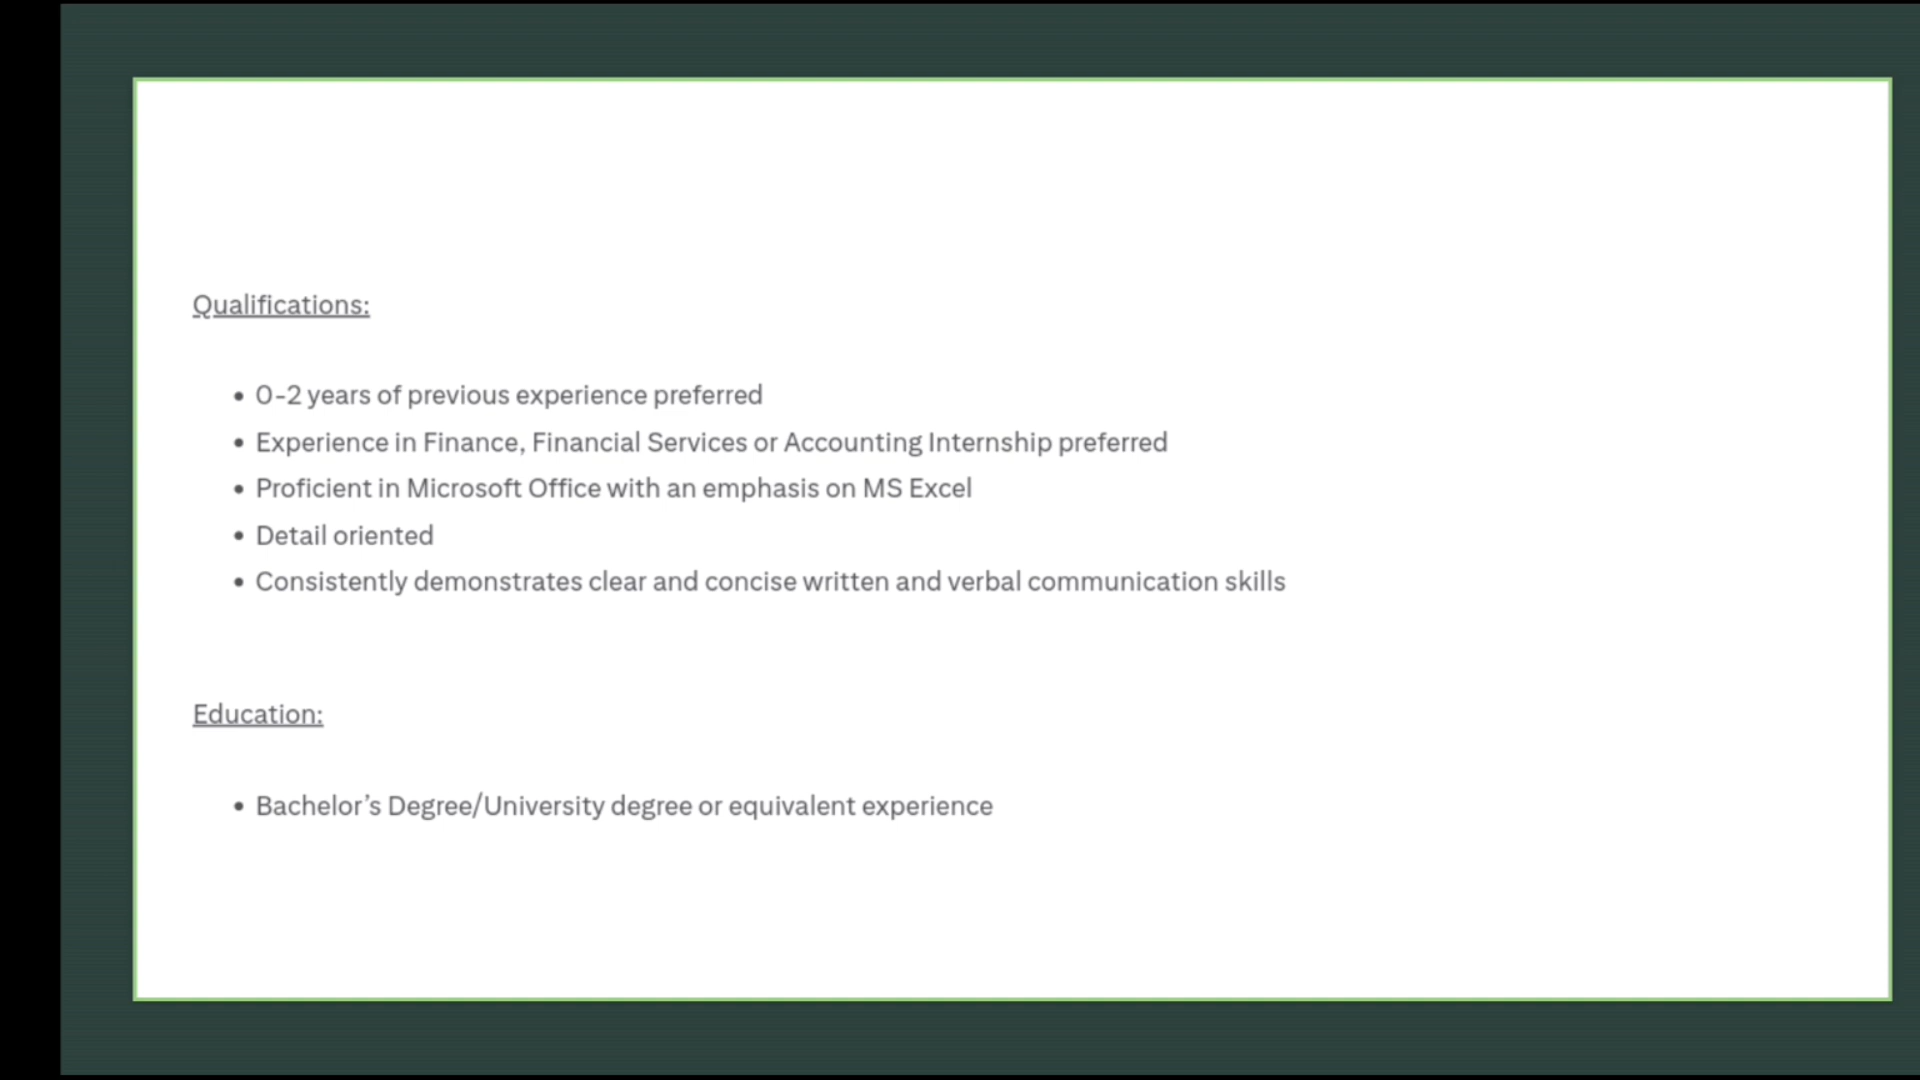 Qualifications:
• 0-2 years of previous experience preferred
• Experience in Finance, Financial Services or Accounting Internship preferred
• Proficient in Microsoft Office with an emphasis on MS Excel
• Detail oriented
• Consistently demonstrates clear and concise written and verbal communication skills
Education:
• Bachelor’s Degree/University degree or equivalent experience